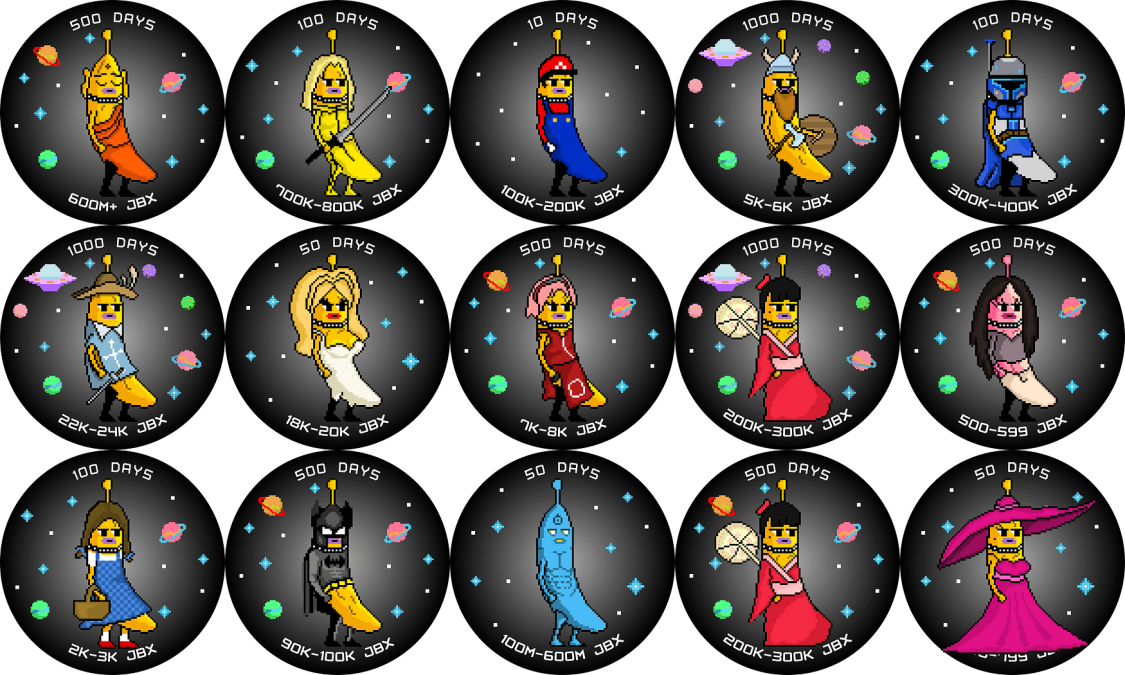 500 DAYS
600M+ JBX
100 DAYS
700K-800K JBX
10 DAYS
100K-200K JBX
1000 DAYS
5K-6K JBX
100 DAYS
300K-400K JBX
1000 DAYS
22K-24K JBX
50 DAYS
18K-20K JBX
500 DAYS
7K-8K JBX
1000 DAYS
200K-300K JBX
500 DAYS
500-599 JBX
100 DAYS
2K-3K JBX
500 DAYS
90K-100K JBX
50 DAYS
100M-600M JBX
500 DAYS
200K-300K JBX
50 DAYS